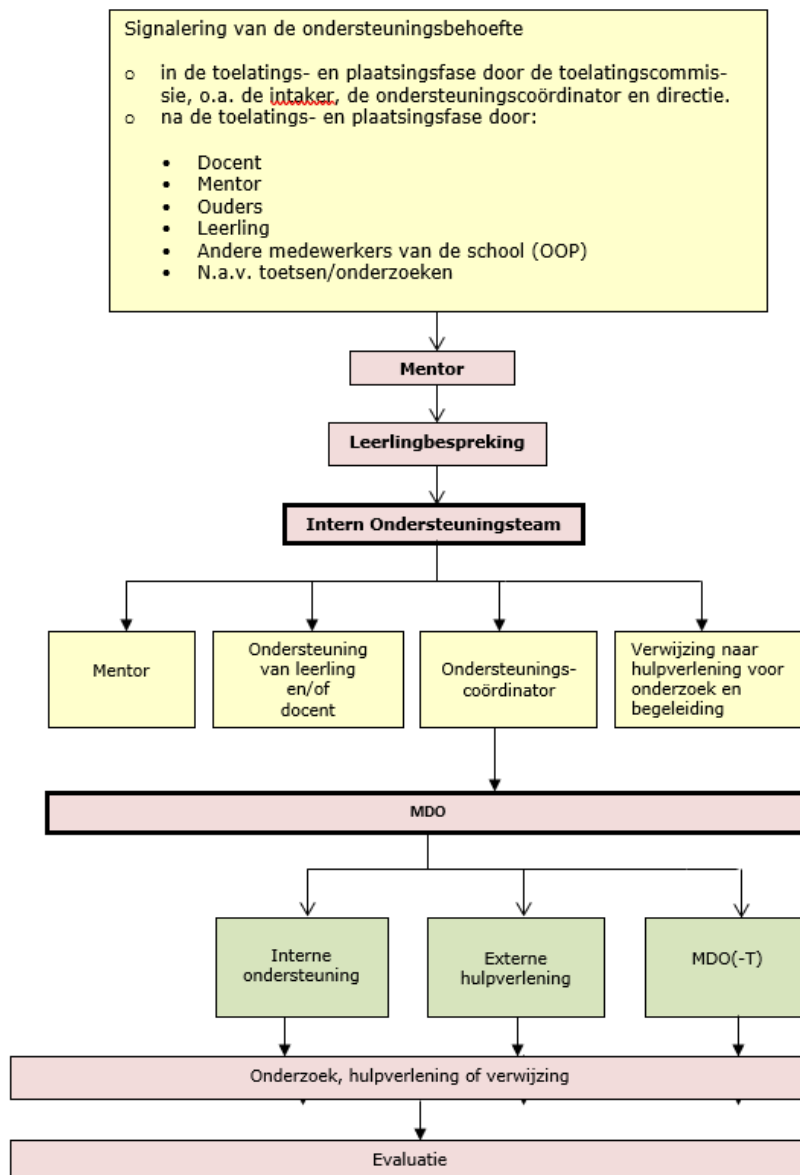 Signalering van de ondersteuningsbehoefte
o in de toelatings- en plaatsingsfase door de toelatingscommis-
sie, o.a. de intaker, de ondersteuningscoördinator en directie.
o na de toelatings- en plaatsingsfase door:
• Docent
• Mentor
• Ouders
• Leerling
• Andere medewerkers van de school (OOP)
• N.a.v. toetsen/onderzoeken
Mentor
Leerlingbespreking
Intern Ondersteuningsteam
Mentor
Ondersteuning
van leerling
en/of
docent
Ondersteunings-
coördinator
Verwijzing naar
hulpverlening voor
onderzoek en
begeleiding
MDO
Interne
ondersteuning
Externe
hulpverlening
MDO(-T)
Onderzoek, hulpverlening of verwijzing
Evaluatie